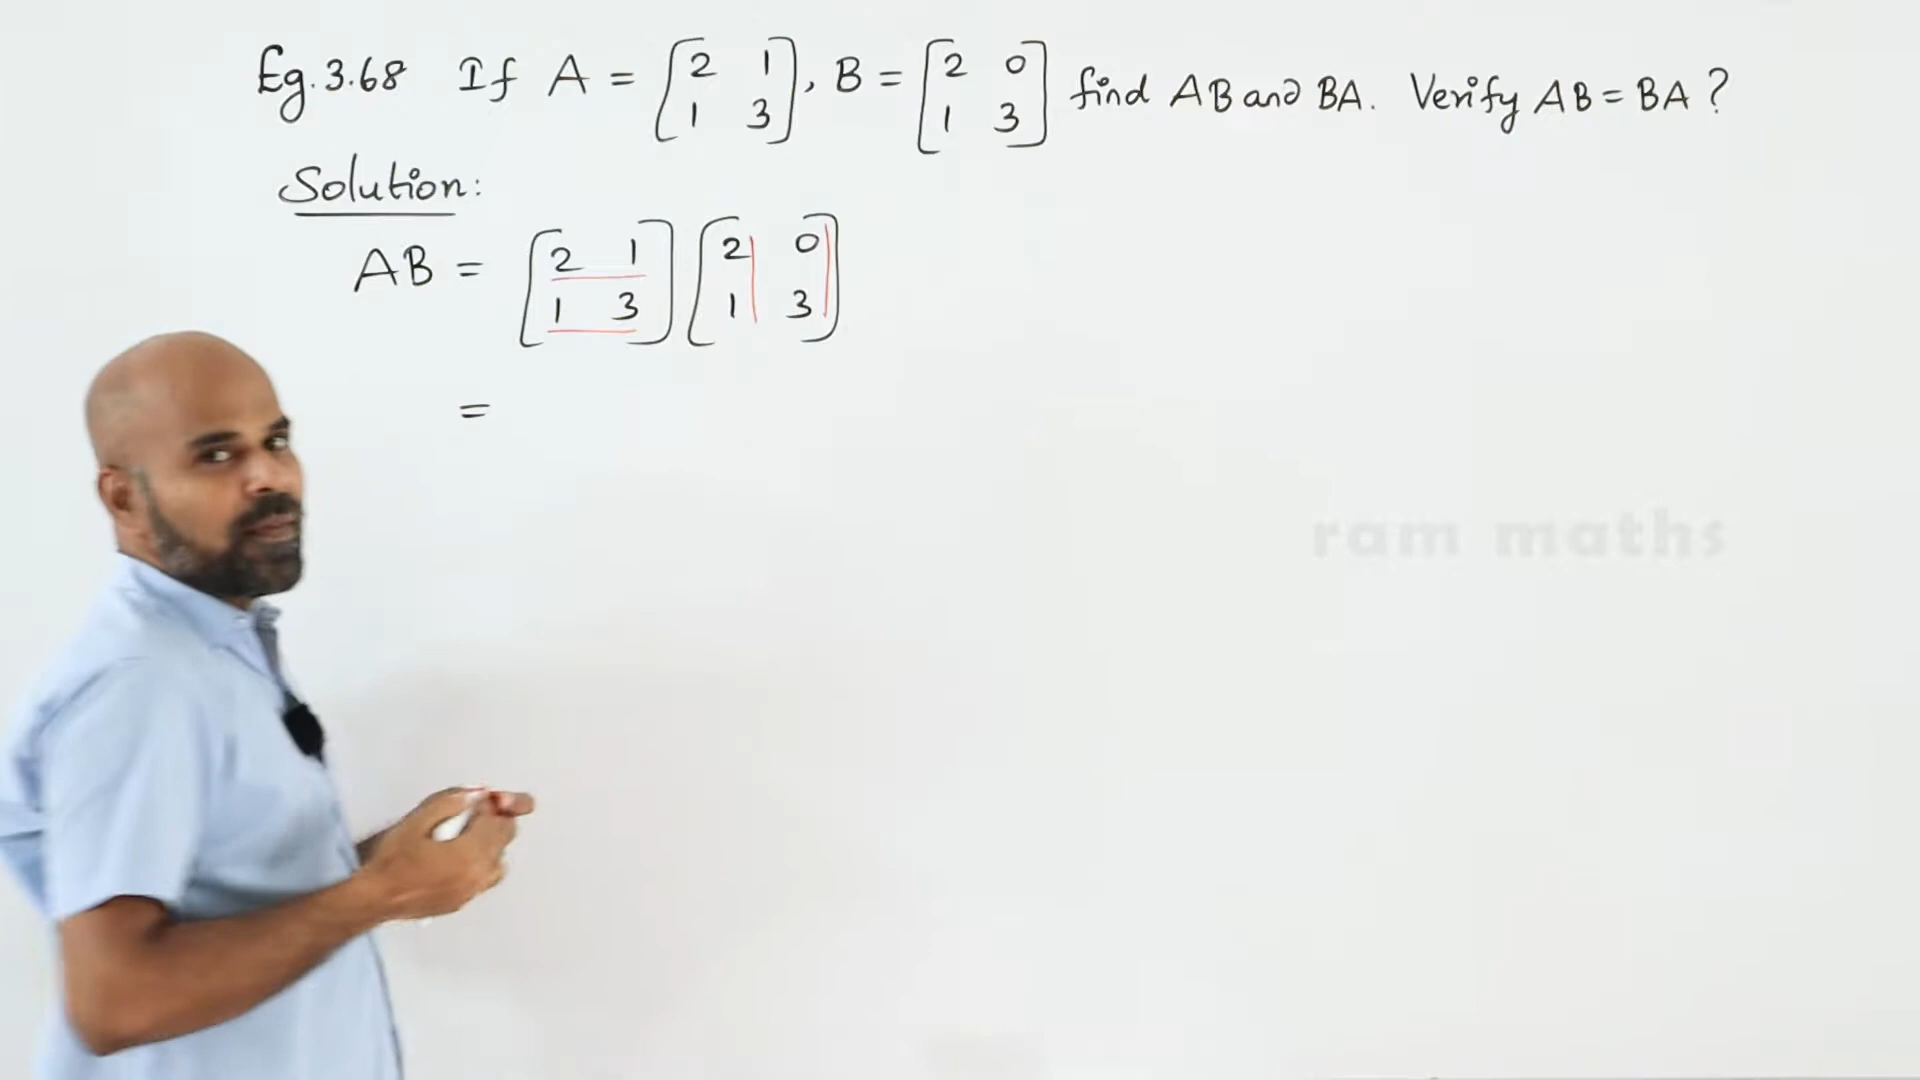 Eg. 3.68 If A = [2 1; 1 3], B = [2 0; 1 3] find AB and BA. Verify AB = BA ?
Solution:
AB = [2 1; 1 3] [2 0; 1 3]
=
ram maths